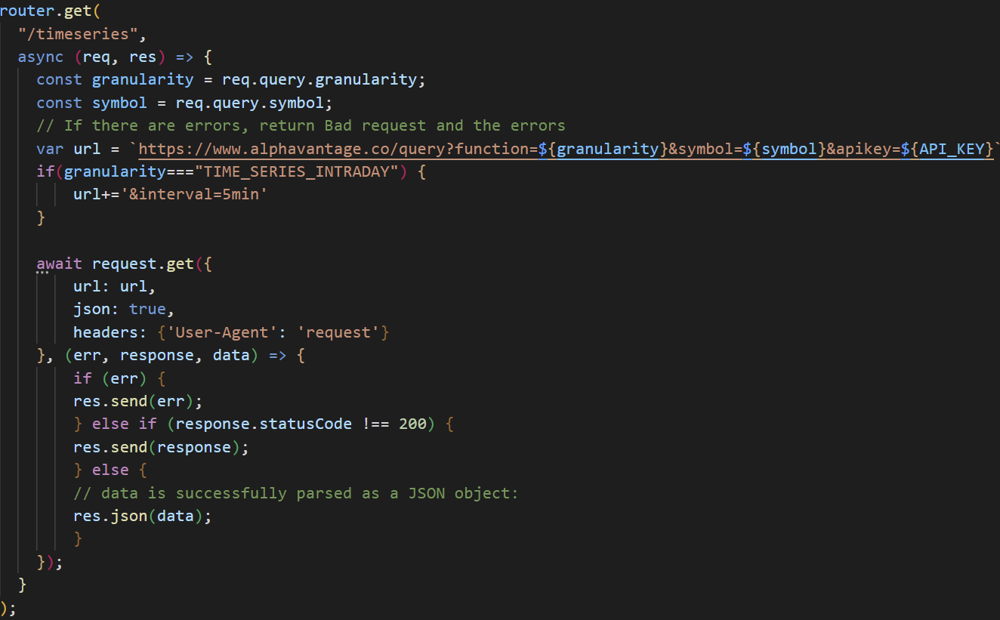 router.get(
"/timeseries",
async (req, res) => {
const granularity = req.query.granularity;
const symbol = req.query.symbol;
// If there are errors, return Bad request and the errors
var url = `https://www.alphavantage.co/query?function=${granularity}&symbol=${symbol}&apikey=${API_KEY}`
if(granularity==="TIME_SERIES_INTRADAY") {
url+='&interval=5min'
}
await request.get({
url: url,
json: true,
headers: {'User-Agent': 'request'}
}, (err, response, data) => {
if (err) {
res.send(err);
} else if (response.statusCode !== 200) {
res.send(response);
} else {
// data is successfully parsed as a JSON object:
res.json(data);
}
});
}
);